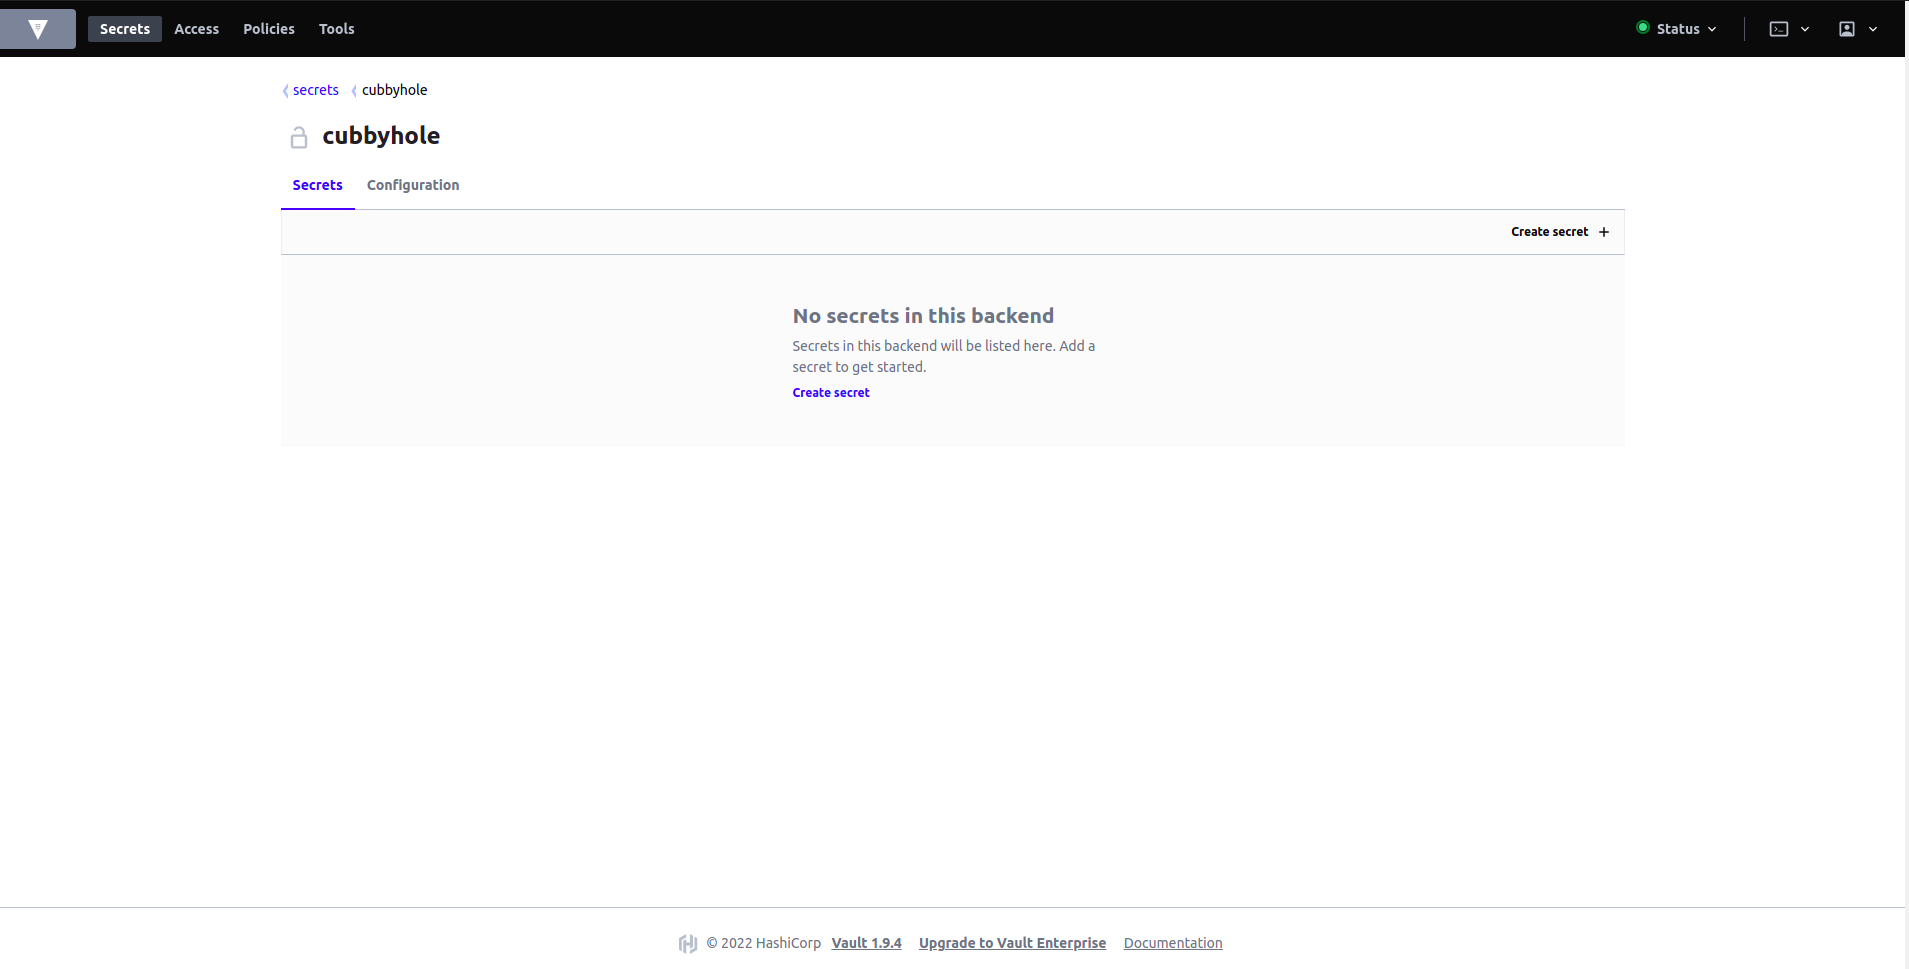 Secrets Access Policies Tools Status
secrets cubbyhole
cubbyhole
Secrets Configuration
Create secret +
No secrets in this backend
Secrets in this backend will be listed here. Add a
secret to get started.
Create secret
© 2022 HashiCorp Vault 1.9.4 Upgrade to Vault Enterprise Documentation